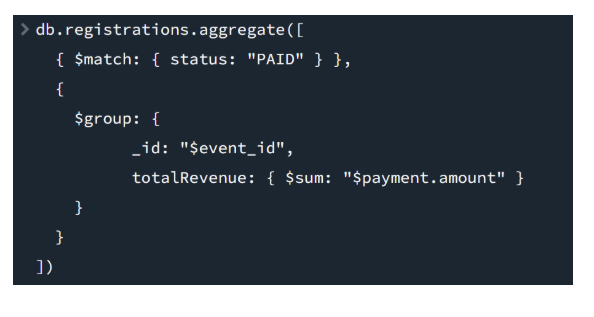 > db.registrations.aggregate([
{ $match: { status: "PAID" } },
{
$group: {
_id: "$event_id",
totalRevenue: { $sum: "$payment.amount" }
}
}
])